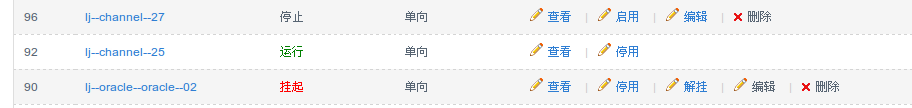 96 lj--channel--27 停止 单向 查看 | 启用 | 编辑 | 删除
92 lj--channel--25 运行 单向 查看 | 停用
90 lj--oracle--oracle--02 挂起 单向 查看 | 停用 | 解挂 | 编辑 | 删除